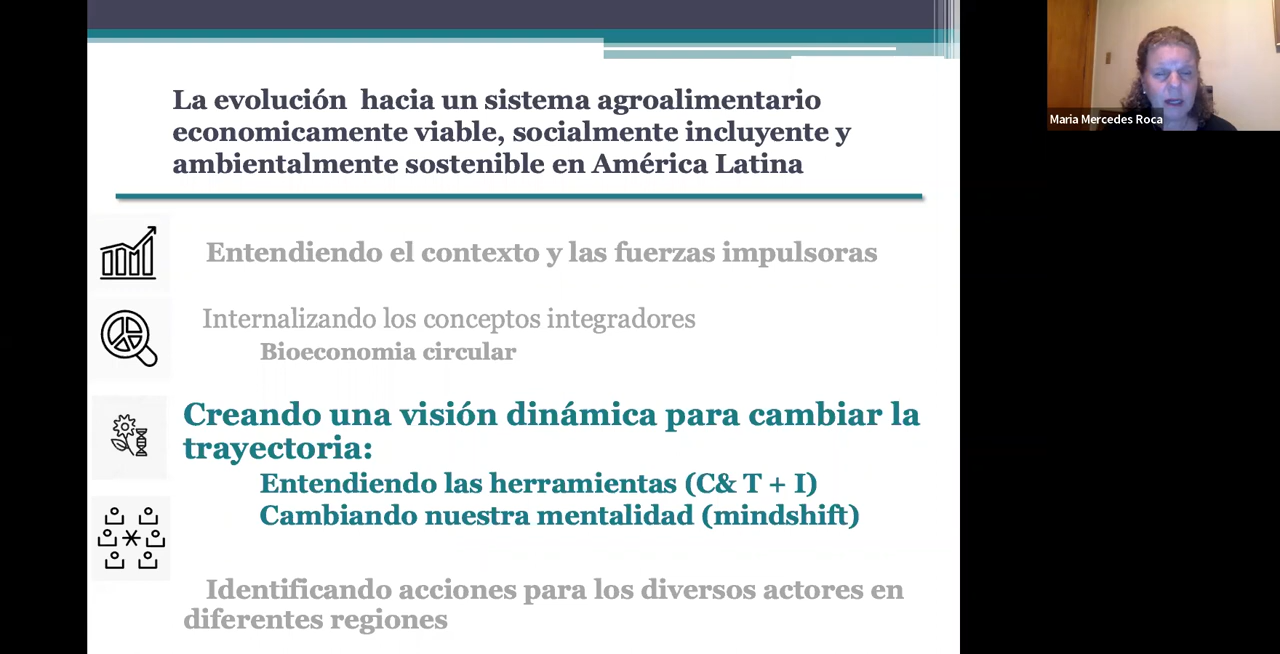 La evolución hacia un sistema agroalimentario
economicamente viable, socialmente incluyente y
ambientalmente sostenible en América Latina
Maria Mercedes Roca
Entendiendo el contexto y las fuerzas impulsoras
Internalizando los conceptos integradores
Bioeconomia circular
Creando una visión dinámica para cambiar la
trayectoria:
Entendiendo las herramientas (C& T + I)
Cambiando nuestra mentalidad (mindshift)
Identificando acciones para los diversos actores en
diferentes regiones